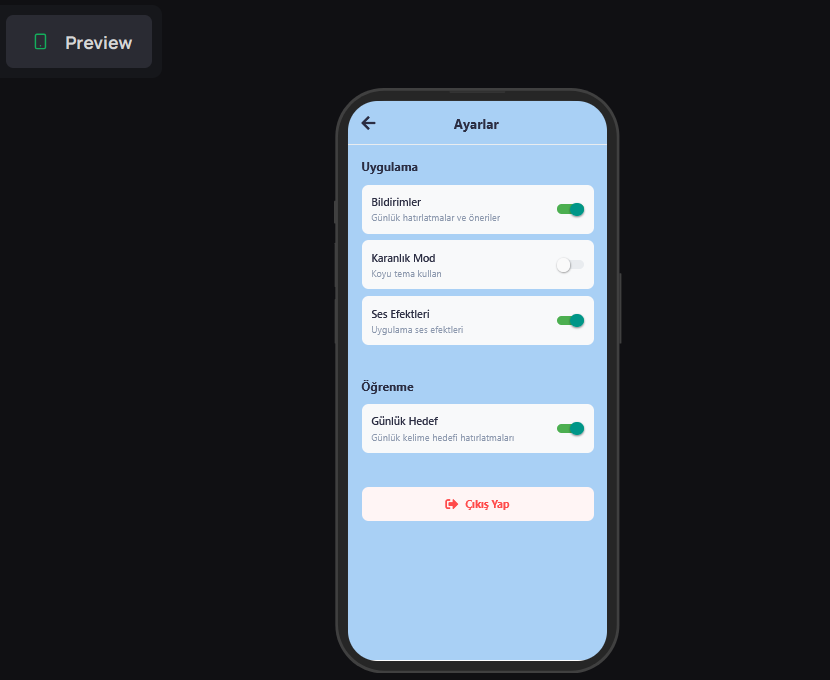 Preview
Ayarlar
Uygulama
Bildirimler
Günlük hatırlatmalar ve öneriler
Karanlık Mod
Koyu tema kullan
Ses Efektleri
Uygulama ses efektleri
Öğrenme
Günlük Hedef
Günlük kelime hedefi hatırlatmaları
Çıkış Yap